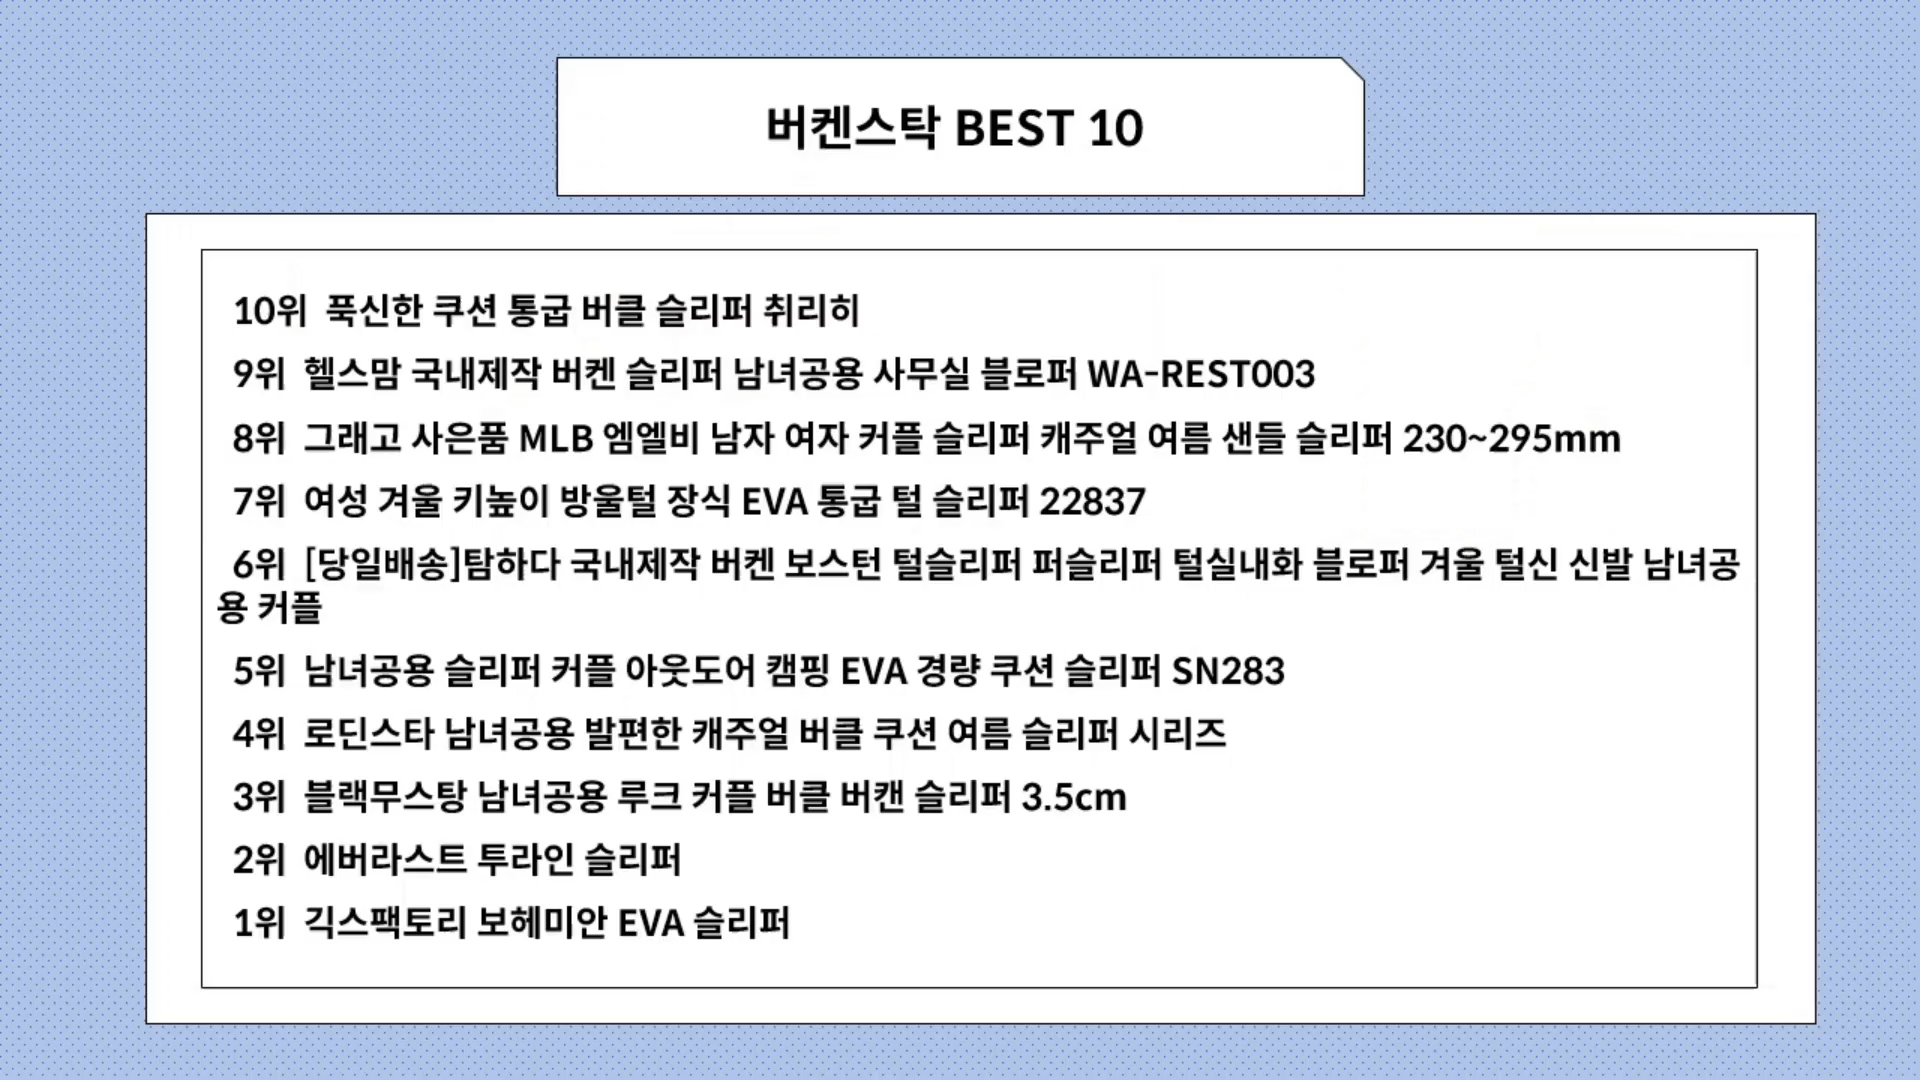 버켄스탁 BEST 10
10위 푹신한 쿠션 통굽 버클 슬리퍼 취리히
9위 헬스맘 국내제작 버켄 슬리퍼 남녀공용 사무실 블로퍼 WA-REST003
8위 그래고 사은품 MLB 엠엘비 남자 여자 커플 슬리퍼 캐주얼 여름 샌들 슬리퍼 230~295mm
7위 여성 겨울 키높이 방울털 장식 EVA 통굽 털 슬리퍼 22837
6위 [당일배송]탐하다 국내제작 버켄 보스턴 털슬리퍼 퍼슬리퍼 털실내화 블로퍼 겨울 털신 신발 남녀공
용 커플
5위 남녀공용 슬리퍼 커플 아웃도어 캠핑 EVA 경량 쿠션 슬리퍼 SN283
4위 로딘스타 남녀공용 발편한 캐주얼 버클 쿠션 여름 슬리퍼 시리즈
3위 블랙무스탕 남녀공용 루크 커플 버클 버캔 슬리퍼 3.5cm
2위 에버라스트 투라인 슬리퍼
1위 긱스팩토리 보헤미안 EVA 슬리퍼